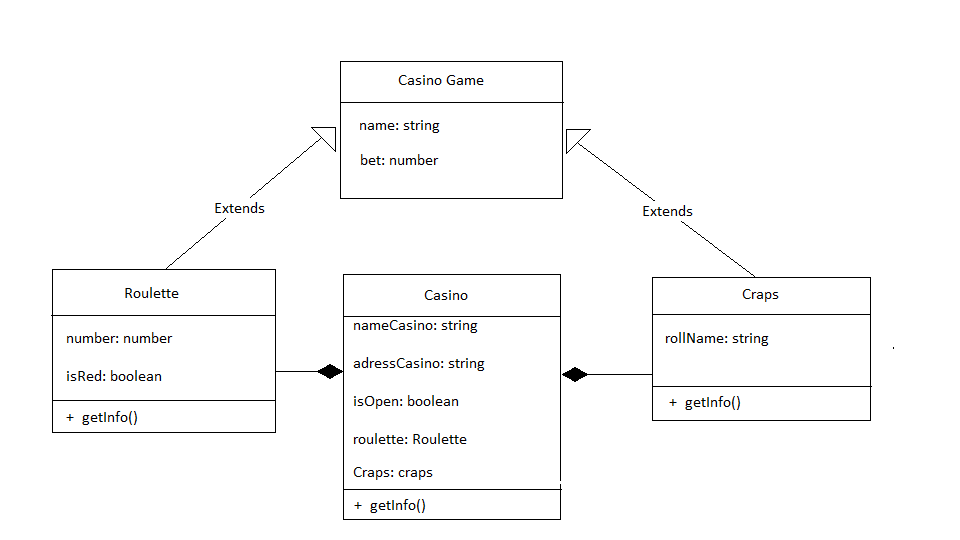 Casino Game
name: string
bet: number
Extends
Extends
Roulette
number: number
isRed: boolean
+ getInfo()
Casino
nameCasino: string
adressCasino: string
isOpen: boolean
roulette: Roulette
Craps: craps
+ getInfo()
Craps
rollName: string
+ getInfo()